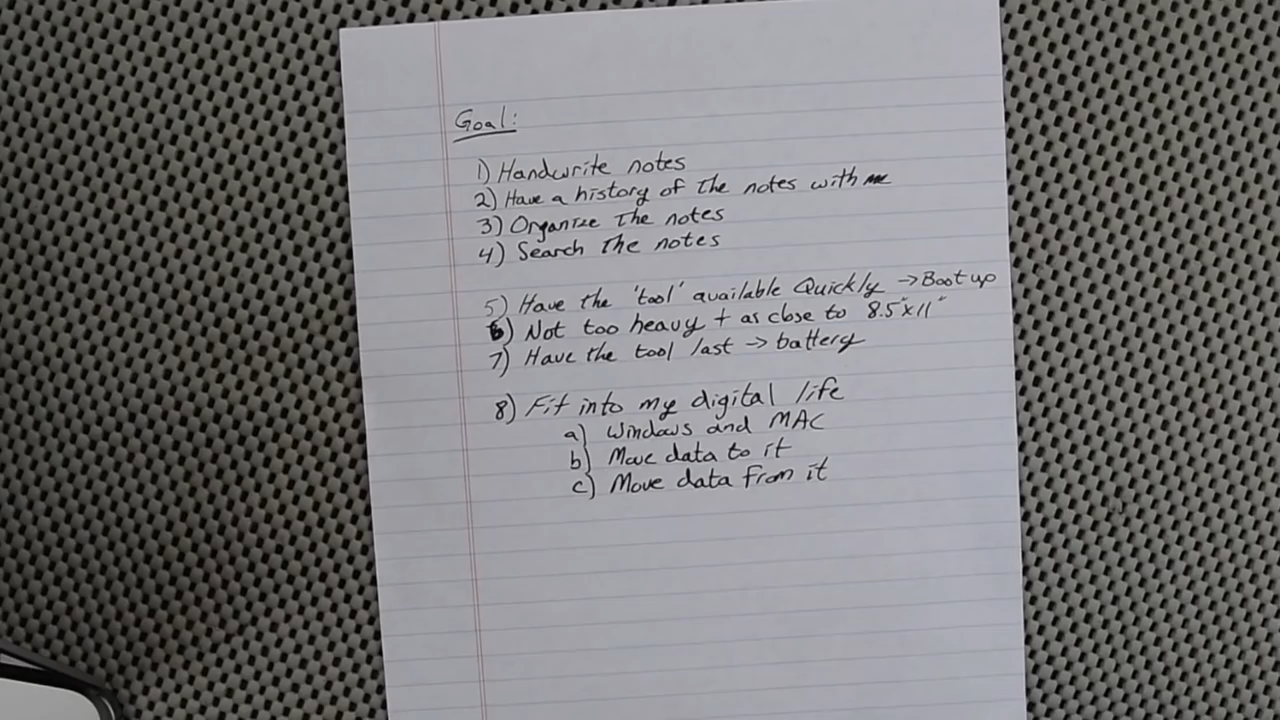 Goal:
1) Handwrite notes
2) Have a history of the notes with me
3) Organize the notes
4) Search the notes
5) Have the 'tool' available Quickly → Boot up
6) Not too heavy + as close to 8.5"x11"
7) Have the tool last → battery
8) Fit into my digital life
a) Windows and MAC
b) Move data to it
c) Move data from it